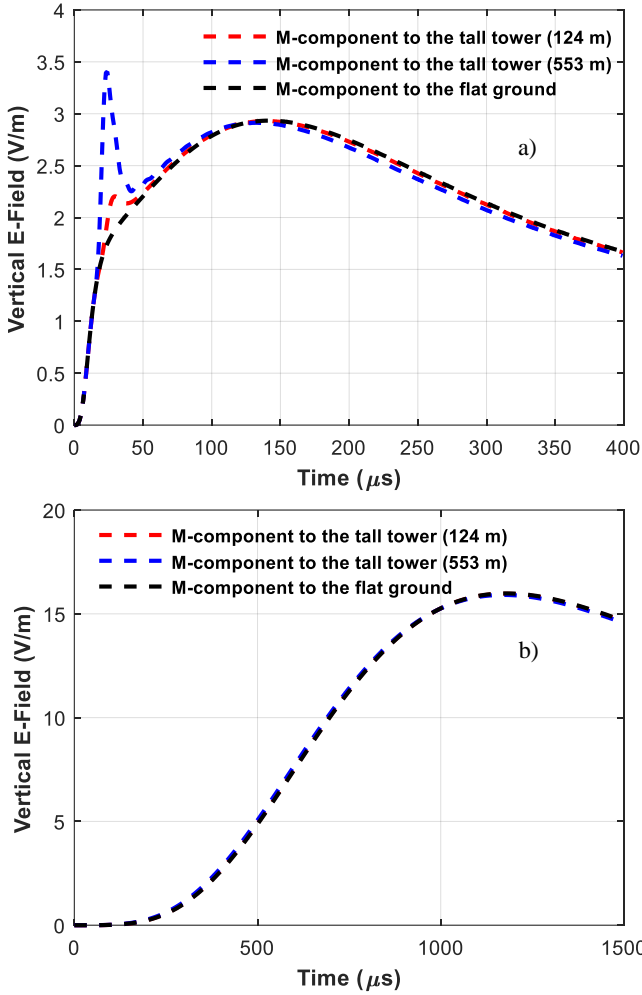 4
3.5
3
2.5
2
1.5
1
0.5
0
Vertical E-Field (V/m)
M-component to the tall tower (124 m)
M-component to the tall tower (553 m)
M-component to the flat ground
a)
0 50 100 150 200 250 300 350 400
Time (μs)
20
15
10
5
0
Vertical E-Field (V/m)
M-component to the tall tower (124 m)
M-component to the tall tower (553 m)
M-component to the flat ground
b)
0 500 1000 1500
Time (μs)